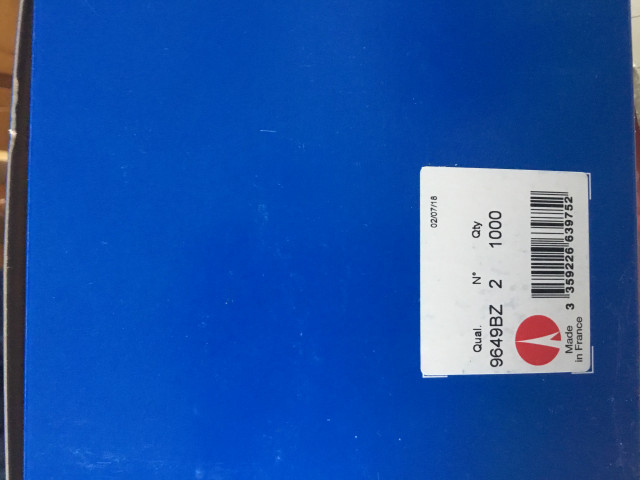 02/07/18
Qual. N° Qty
9649BZ 2 1000
3 359226 639752
Made
in France